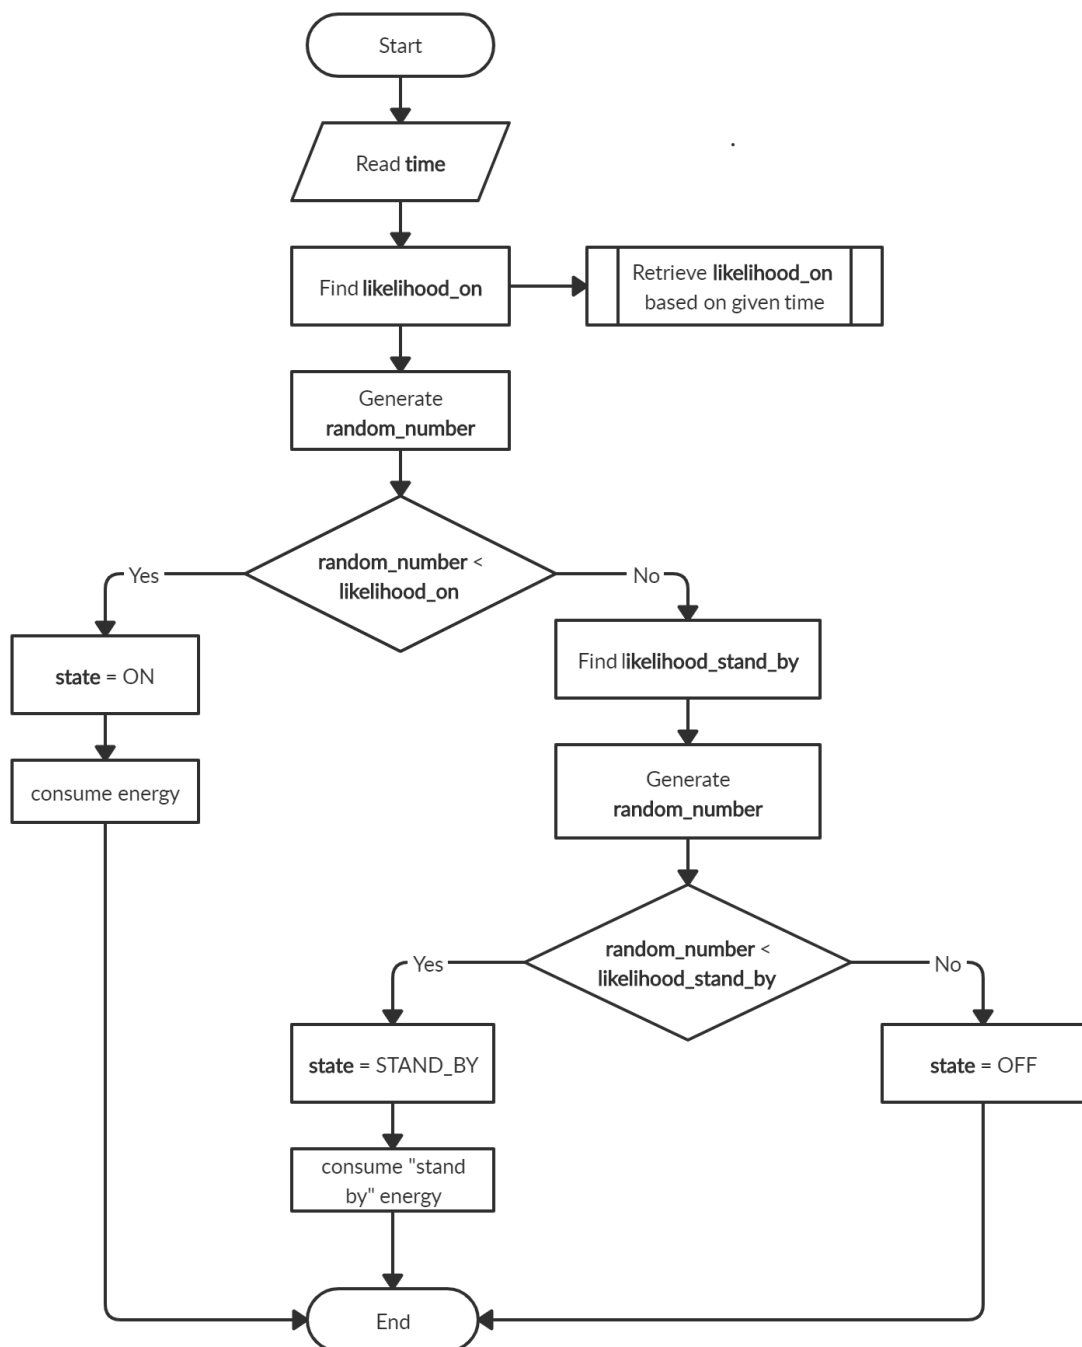 Start
Read time
Find likelihood_on
Retrieve likelihood_on
based on given time
Generate
random_number
random_number <
likelihood_on
Yes
No
state = ON
Find likelihood_stand_by
consume energy
Generate
random_number
random_number <
likelihood_stand_by
Yes
No
state = STAND_BY
state = OFF
consume "stand
by" energy
End